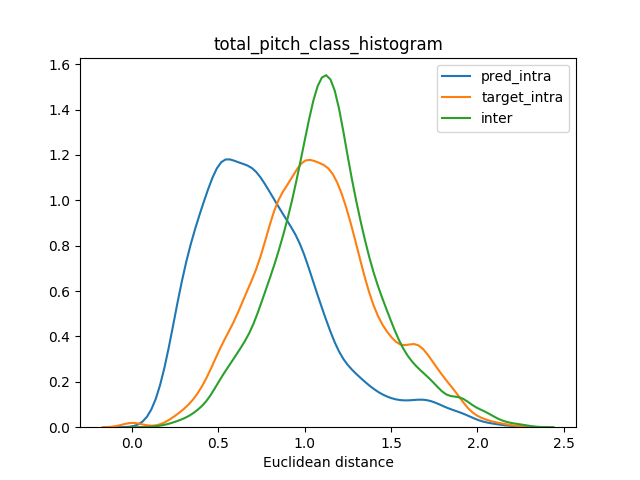 total_pitch_class_histogram
1.6
1.4
1.2
1.0
0.8
0.6
0.4
0.2
0.0
pred_intra
target_intra
inter
0.0 0.5 1.0 1.5 2.0 2.5
Euclidean distance